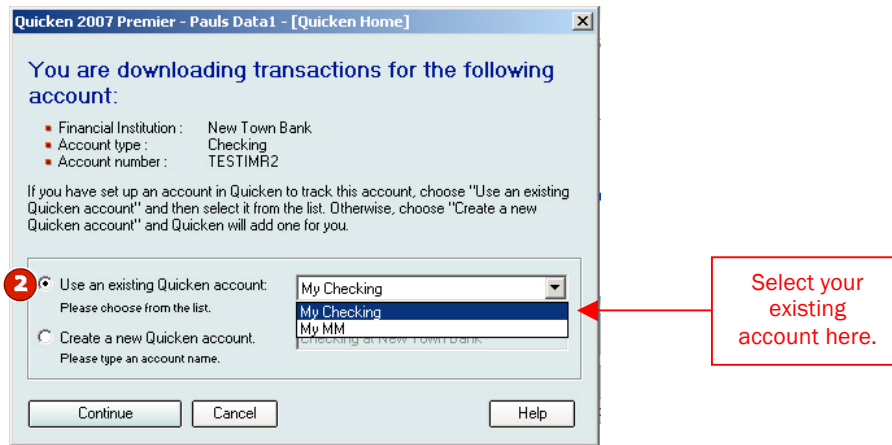 Quicken 2007 Premier - Pauls Data1 - [Quicken Home]
You are downloading transactions for the following
account:
Financial Institution : New Town Bank
Account type : Checking
Account number : TESTIMR2
If you have set up an account in Quicken to track this account, choose "Use an existing
Quicken account" and then select it from the list. Otherwise, choose "Create a new
Quicken account" and Quicken will add one for you.
2 Use an existing Quicken account: My Checking
Please choose from the list. My Checking
My MM
Create a new Quicken account. Checking at New Town Bank
Please type an account name.
Continue Cancel Help
Select your
existing
account here.